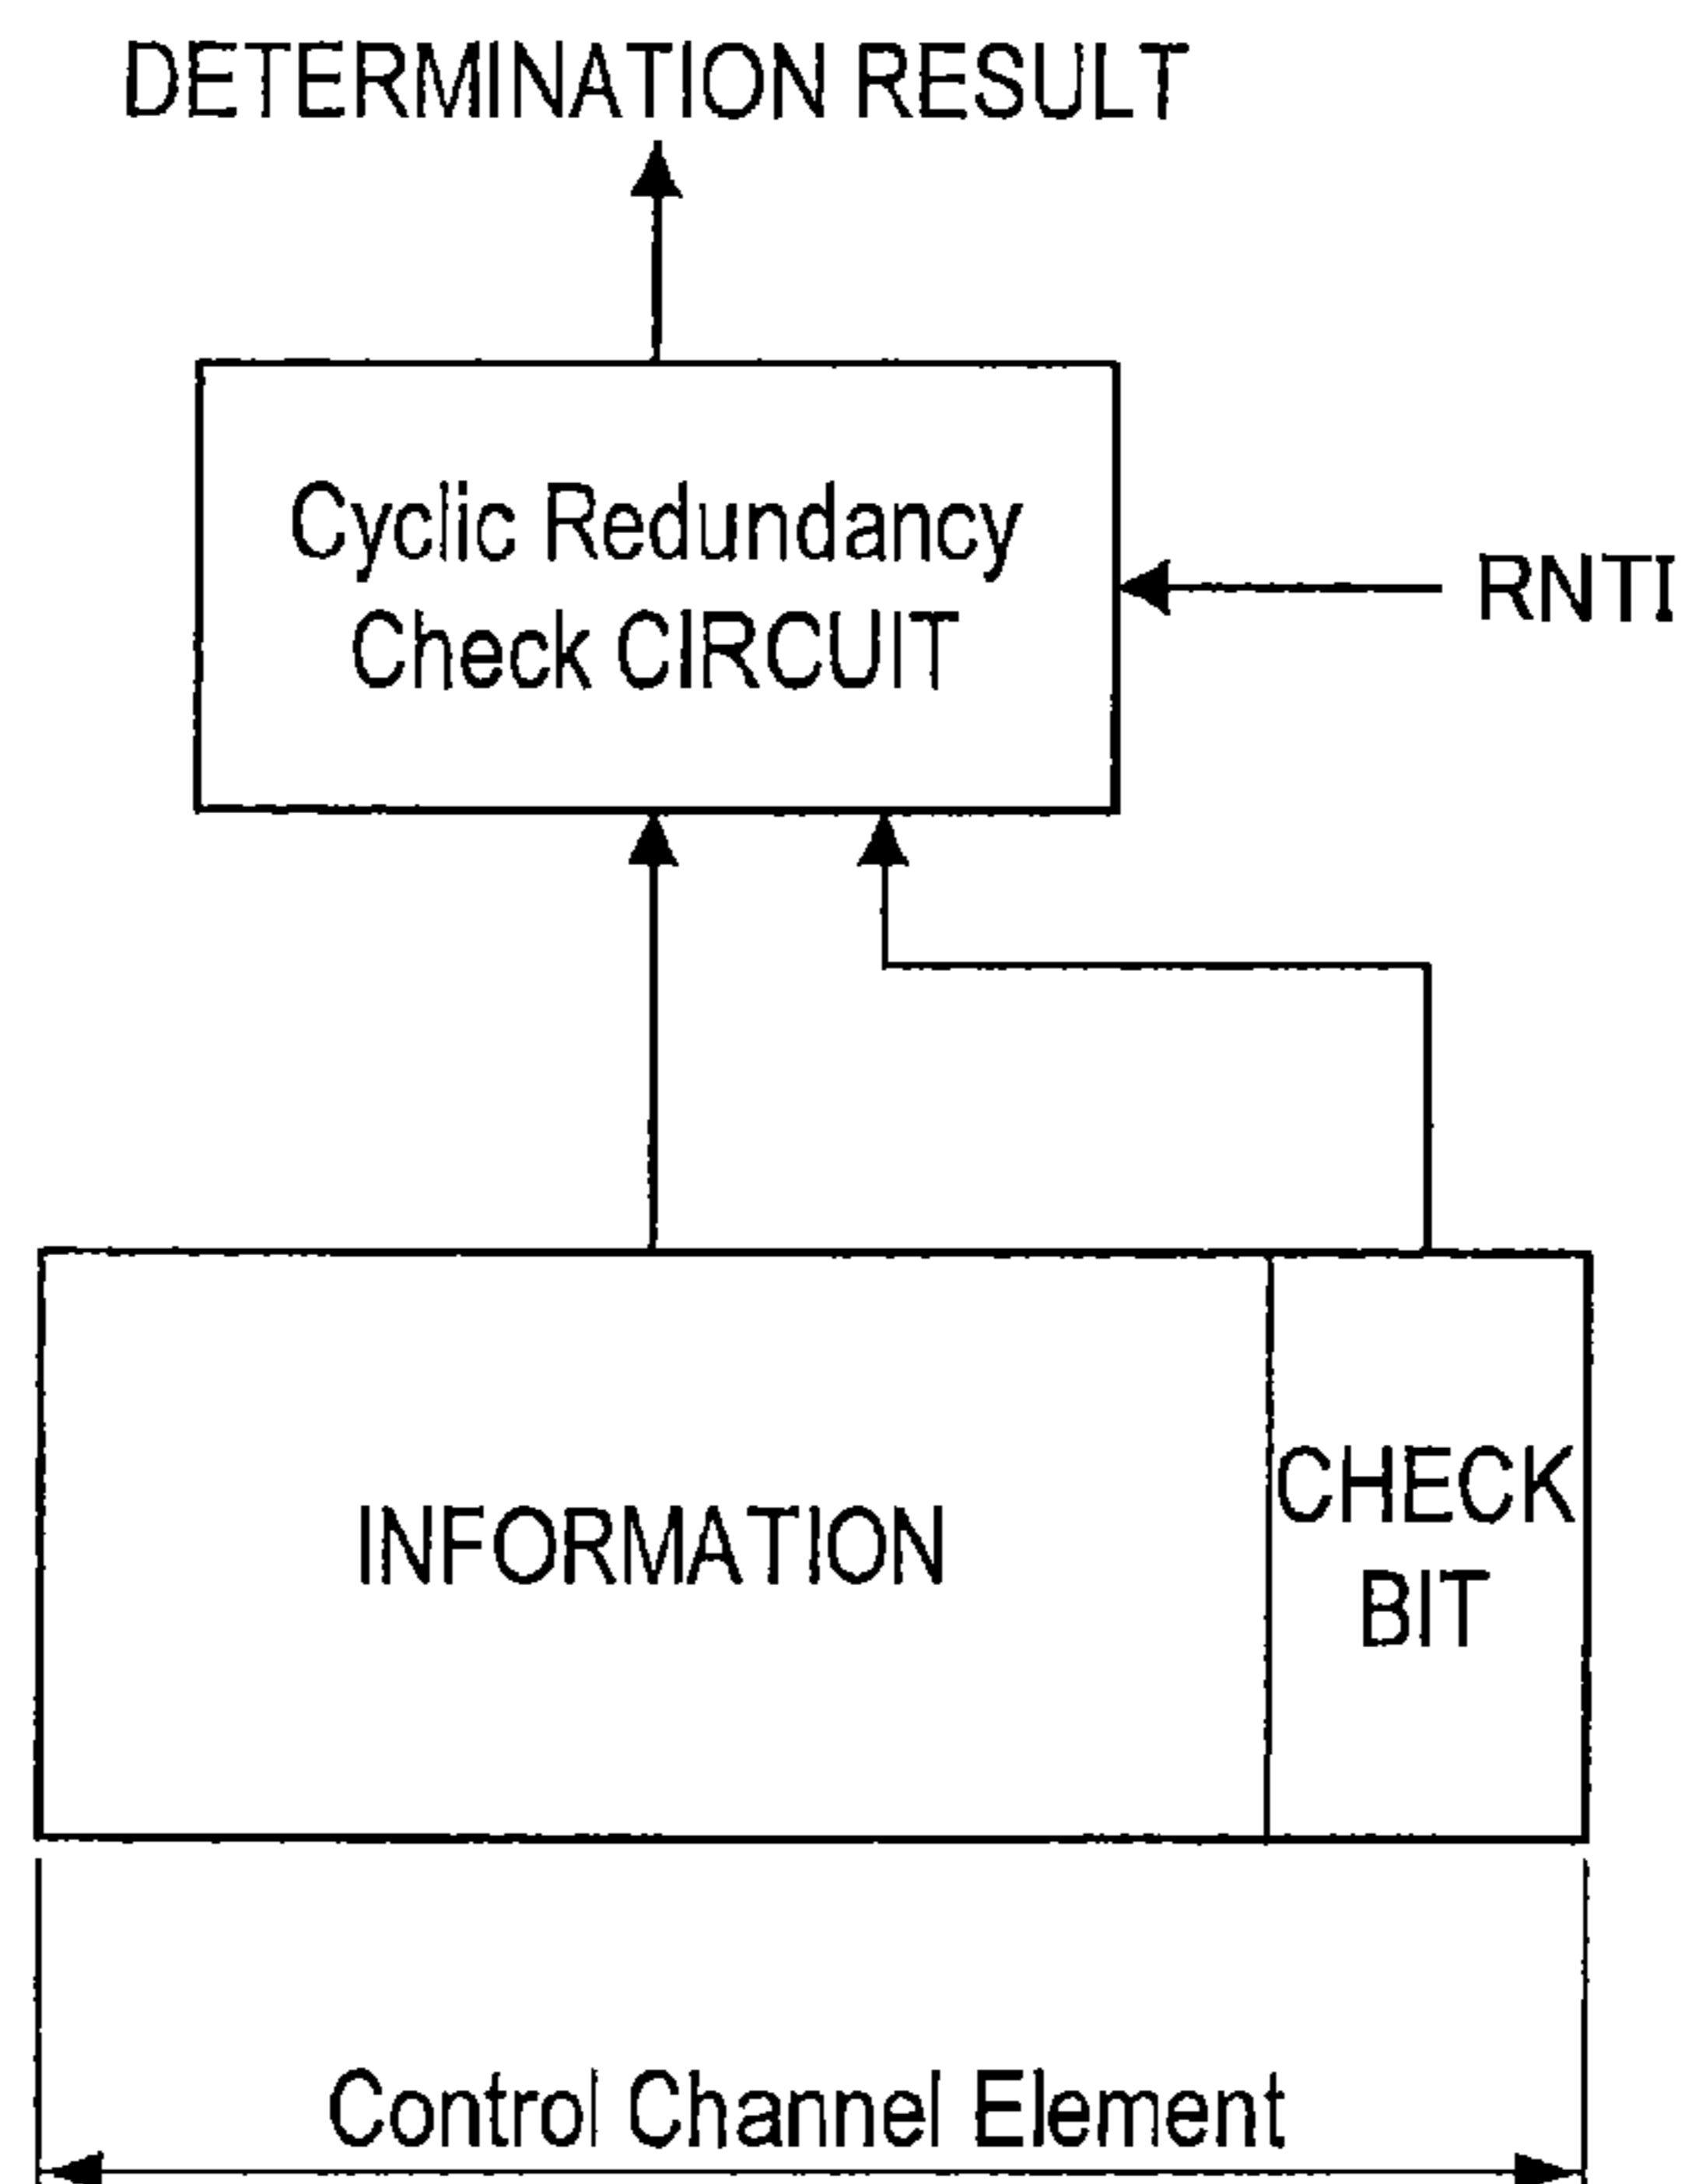 DETERMINATION RESULT
Cyclic Redundancy
Check CIRCUIT
RNTI
INFORMATION
CHECK
BIT
Control Channel Element